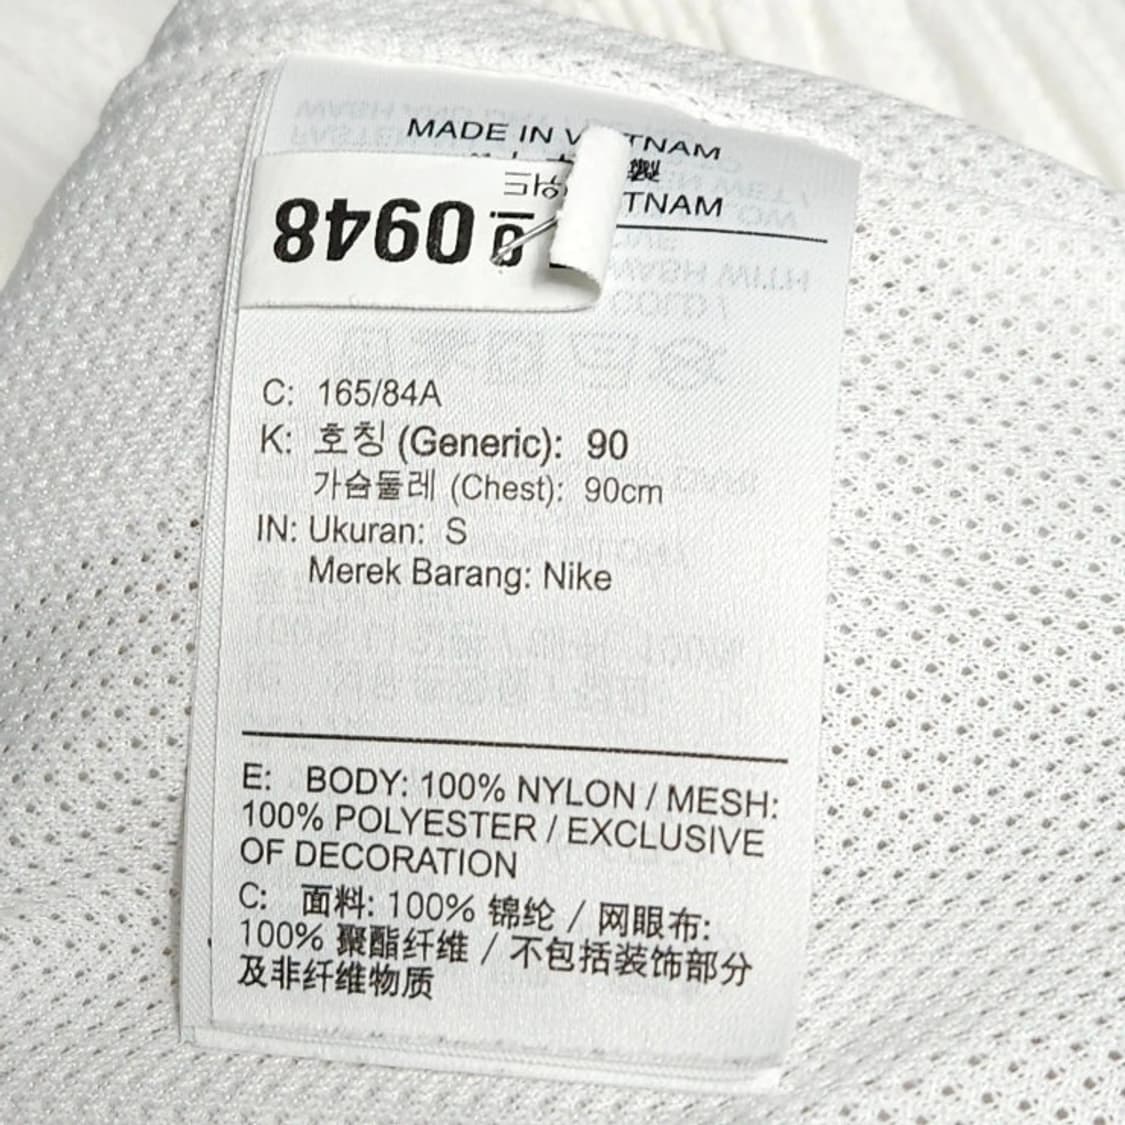 MADE IN VIETNAM
製
TNAM
0948
C: 165/84A
K: 호칭 (Generic): 90
가슴둘레 (Chest): 90cm
IN: Ukuran: S
Merek Barang: Nike
E: BODY: 100% NYLON / MESH:
100% POLYESTER / EXCLUSIVE
OF DECORATION
C: 面料: 100% 锦纶 / 网眼布:
100% 聚酯纤维 / 不包括装饰部分
及非纤维物质